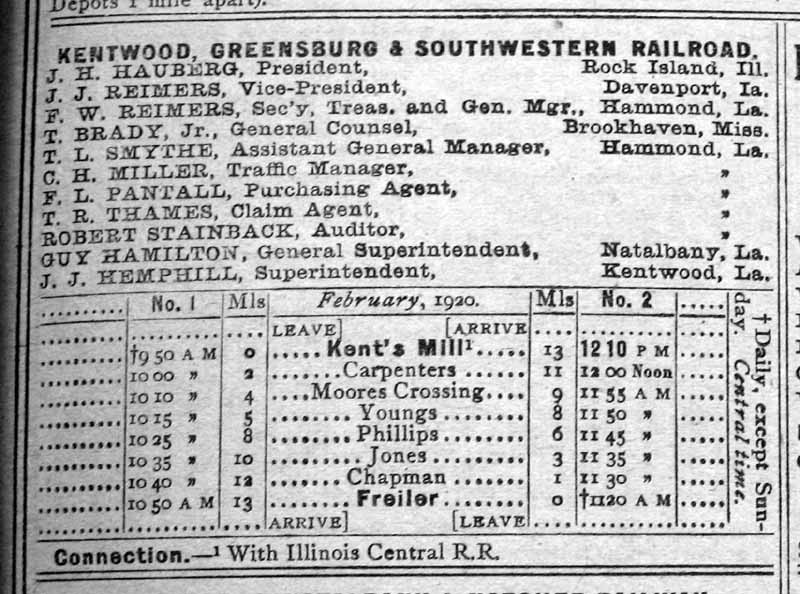 Depots 1 mile apart).
KENTWOOD, GREENSBURG & SOUTHWESTERN RAILROAD.
J. H. HAUBERG, President, Rock Island, Ill.
J. J. REIMERS, Vice-President, Davenport, Ia.
F. W. REIMERS, Sec'y, Treas. and Gen. Mgr., Hammond, La.
T. BRADY, Jr., General Counsel, Brookhaven, Miss.
T. L. SMYTHE, Assistant General Manager, Hammond, La.
C. H. MILLER, Traffic Manager, "
F. L. PANTALL, Purchasing Agent, "
T. R. THAMES, Claim Agent, "
ROBERT STAINBACK, Auditor, "
GUY HAMILTON, General Superintendent, Natalbany, La.
J. J. HEMPHILL, Superintendent, Kentwood, La.
.......... No. 1 Mls February, 1920. Mls No. 2 .....
LEAVE] [ARRIVE
†9 50 A M 0 .....Kent's Mill¹..... 13 12 10 P M
10 00 " 2 .......Carpenters ....... 11 12 00 Noon
10 10 " 4 ....Moores Crossing.... 9 11 55 A M
10 15 " 5 ........ Youngs ........ 8 11 50 "
10 25 " 8 ........Phillips ........ 6 11 45 "
10 35 " 10 .........Jones ......... 3 11 35 "
10 40 " 12 ....... Chapman ....... 1 11 30 "
10 50 A M 13 ........ Freiler ........ 0 †11 20 A M
ARRIVE] [LEAVE
† Daily, except Sun-
day. Central time.
Connection.—¹ With Illinois Central R.R.